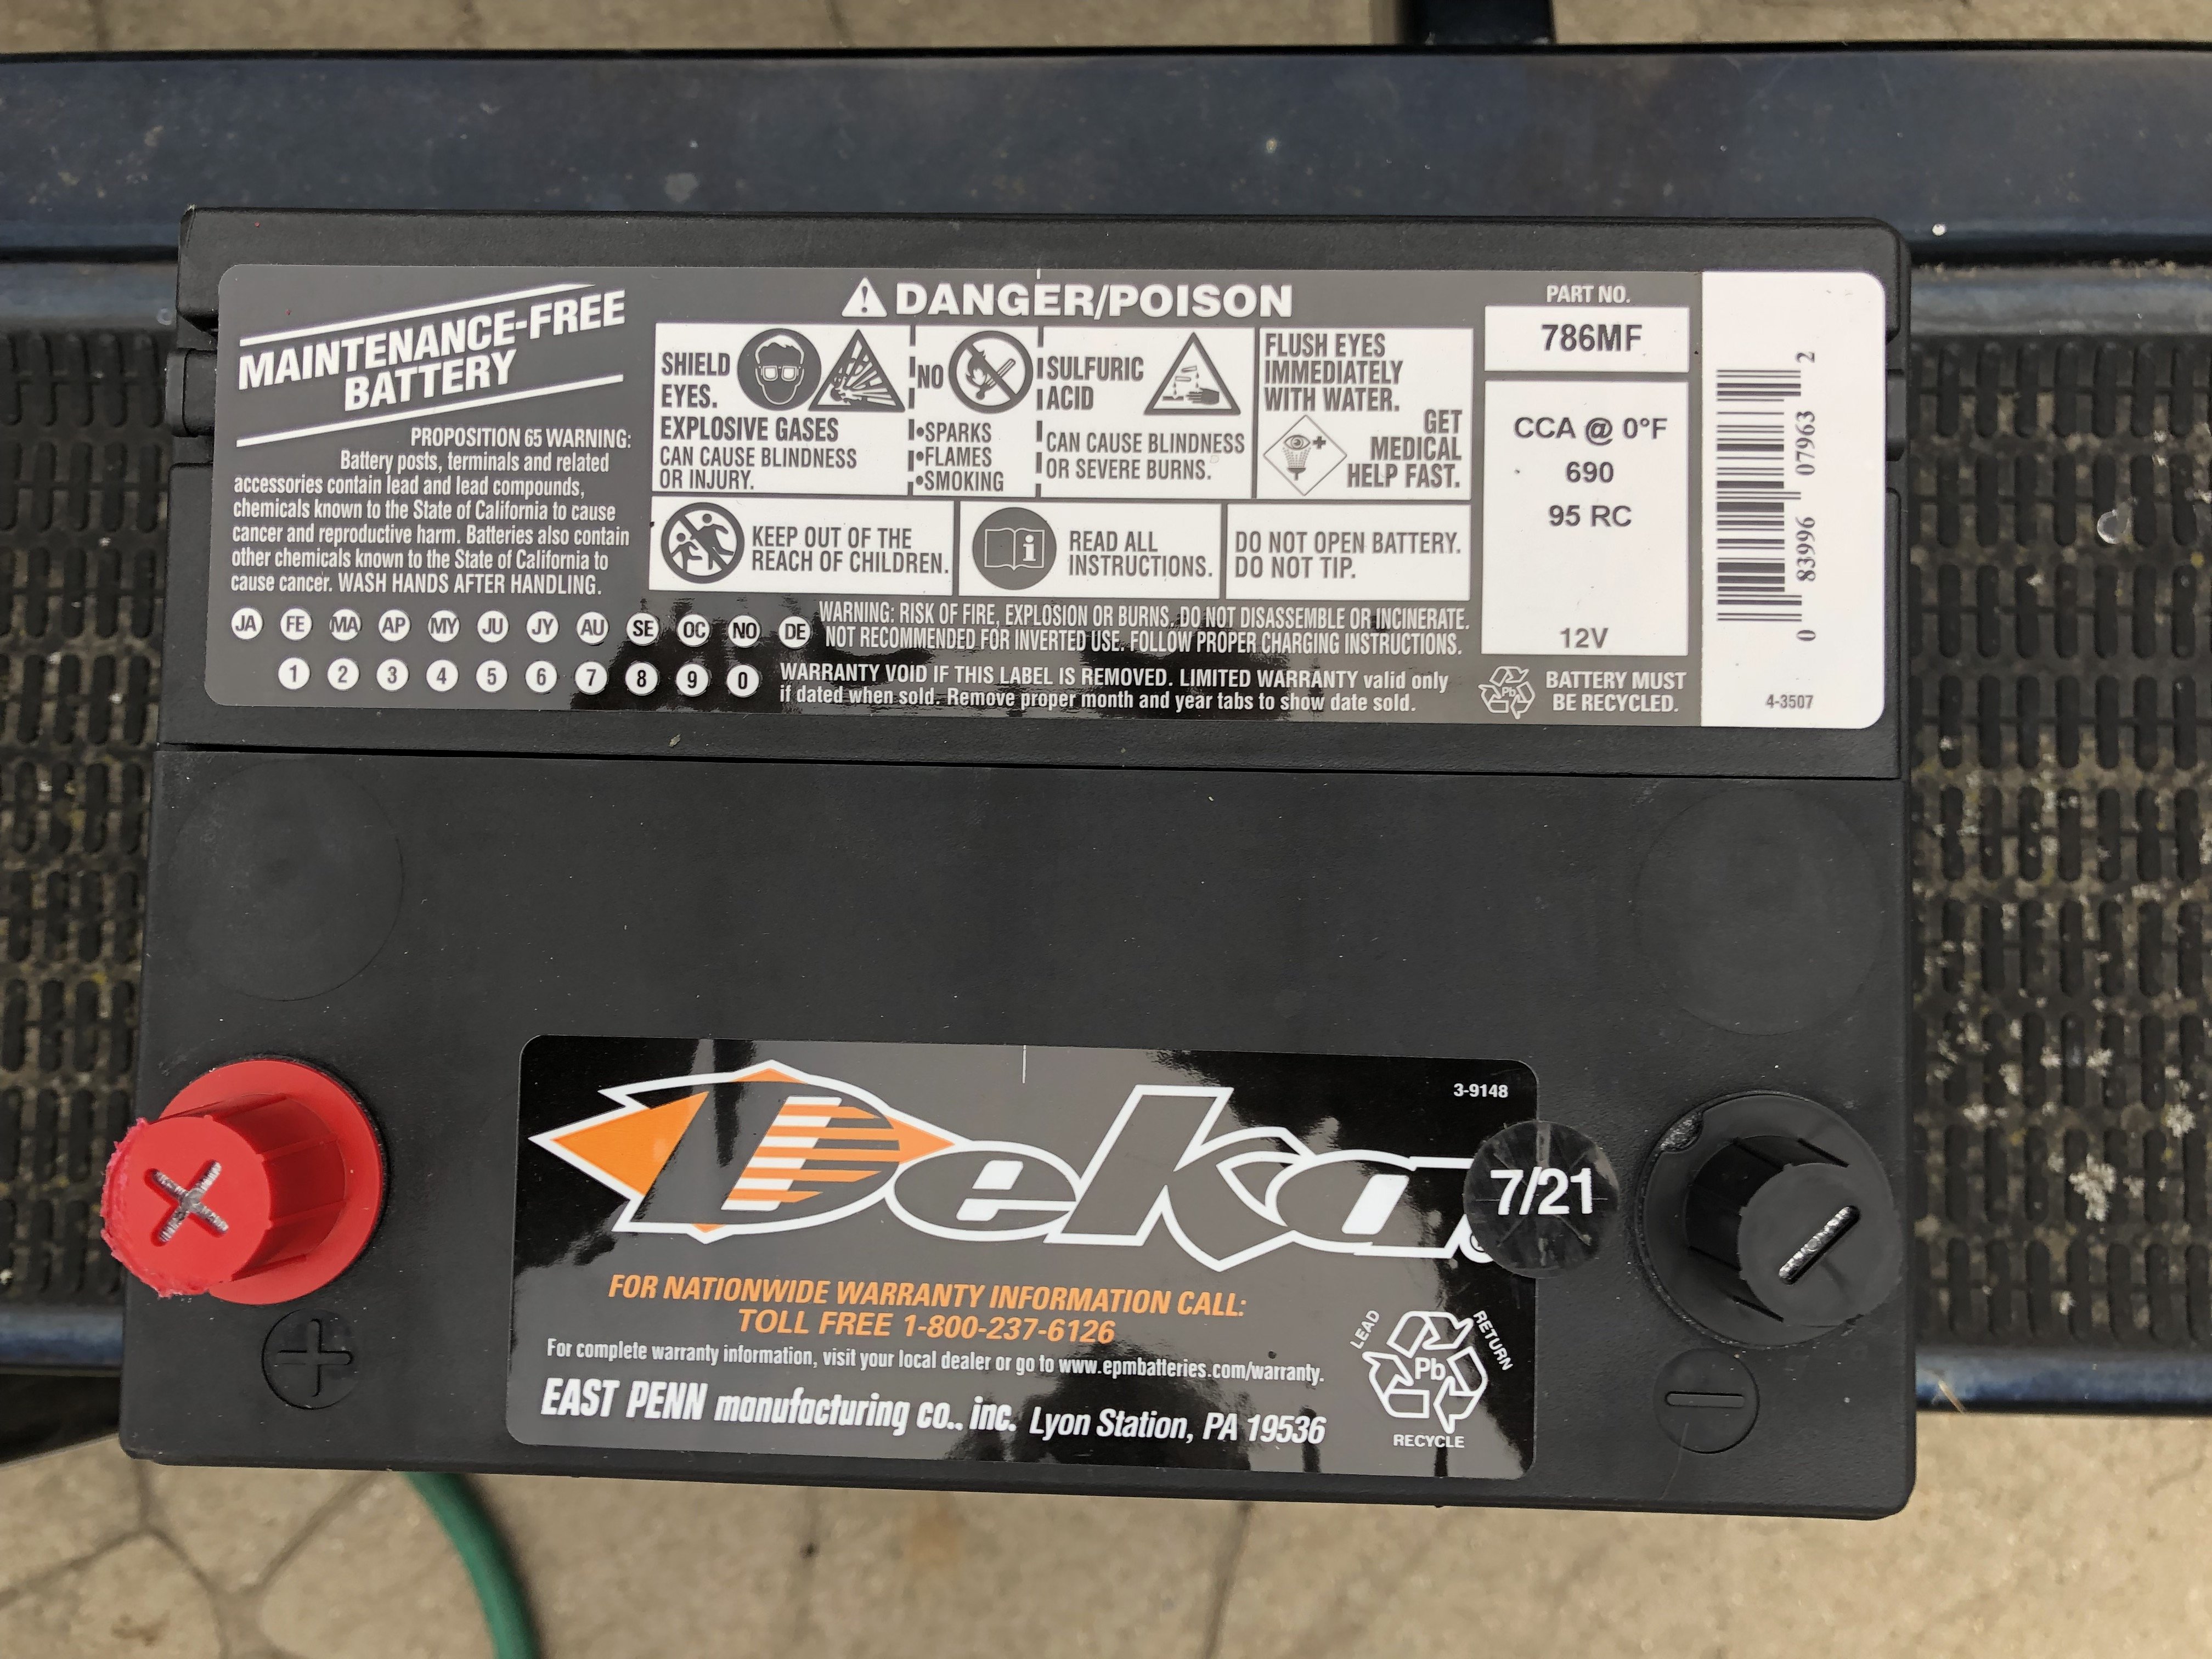 MAINTENANCE-FREE
BATTERY
PROPOSITION 65 WARNING:
Battery posts, terminals and related
accessories contain lead and lead compounds,
chemicals known to the State of California to cause
cancer and reproductive harm. Batteries also contain
other chemicals known to the State of California to
cause cancer. WASH HANDS AFTER HANDLING.
DANGER/POISON
SHIELD
EYES.
EXPLOSIVE GASES
CAN CAUSE BLINDNESS
OR INJURY.
NO
•SPARKS
•FLAMES
•SMOKING
SULFURIC
ACID
CAN CAUSE BLINDNESS
OR SEVERE BURNS.
FLUSH EYES
IMMEDIATELY
WITH WATER.
GET
MEDICAL
HELP FAST.
KEEP OUT OF THE
REACH OF CHILDREN.
READ ALL
INSTRUCTIONS.
DO NOT OPEN BATTERY.
DO NOT TIP.
JA FE MA AP MY JU JY AU SE OC NO DE
1 2 3 4 5 6 7 8 9 0
WARNING: RISK OF FIRE, EXPLOSION OR BURNS. DO NOT DISASSEMBLE OR INCINERATE.
NOT RECOMMENDED FOR INVERTED USE. FOLLOW PROPER CHARGING INSTRUCTIONS.
WARRANTY VOID IF THIS LABEL IS REMOVED. LIMITED WARRANTY valid only
if dated when sold. Remove proper month and year tabs to show date sold.
PART NO.
786MF
CCA @ 0°F
690
95 RC
12V
Pb
BATTERY MUST
BE RECYCLED.
0 83996 07963 2
4-3507
3-9148
Deka
7/21
FOR NATIONWIDE WARRANTY INFORMATION CALL:
TOLL FREE 1-800-237-6126
For complete warranty information, visit your local dealer or go to www.epmbatteries.com/warranty.
EAST PENN manufacturing co., inc. Lyon Station, PA 19536
LEAD
RETURN
Pb
RECYCLE